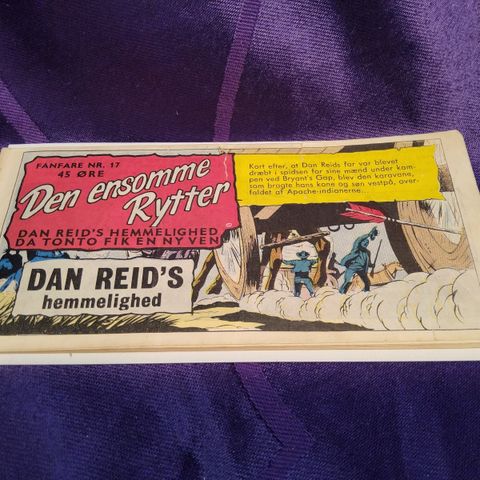 FANFARE NR. 17
45 ØRE
Den ensomme
Rytter
DAN REID'S HEMMELIGHED
DA TONTO FIK EN NY VEN
DAN REID'S
hemmelighed
Kort efter, at Dan Reids far var blevet
dræbt i spidsen for sine mænd under kam-
pen ved Bryant's Gap, blev den karavane,
som bragte hans kone og søn vestpå, over-
faldet af Apache-indianerne...